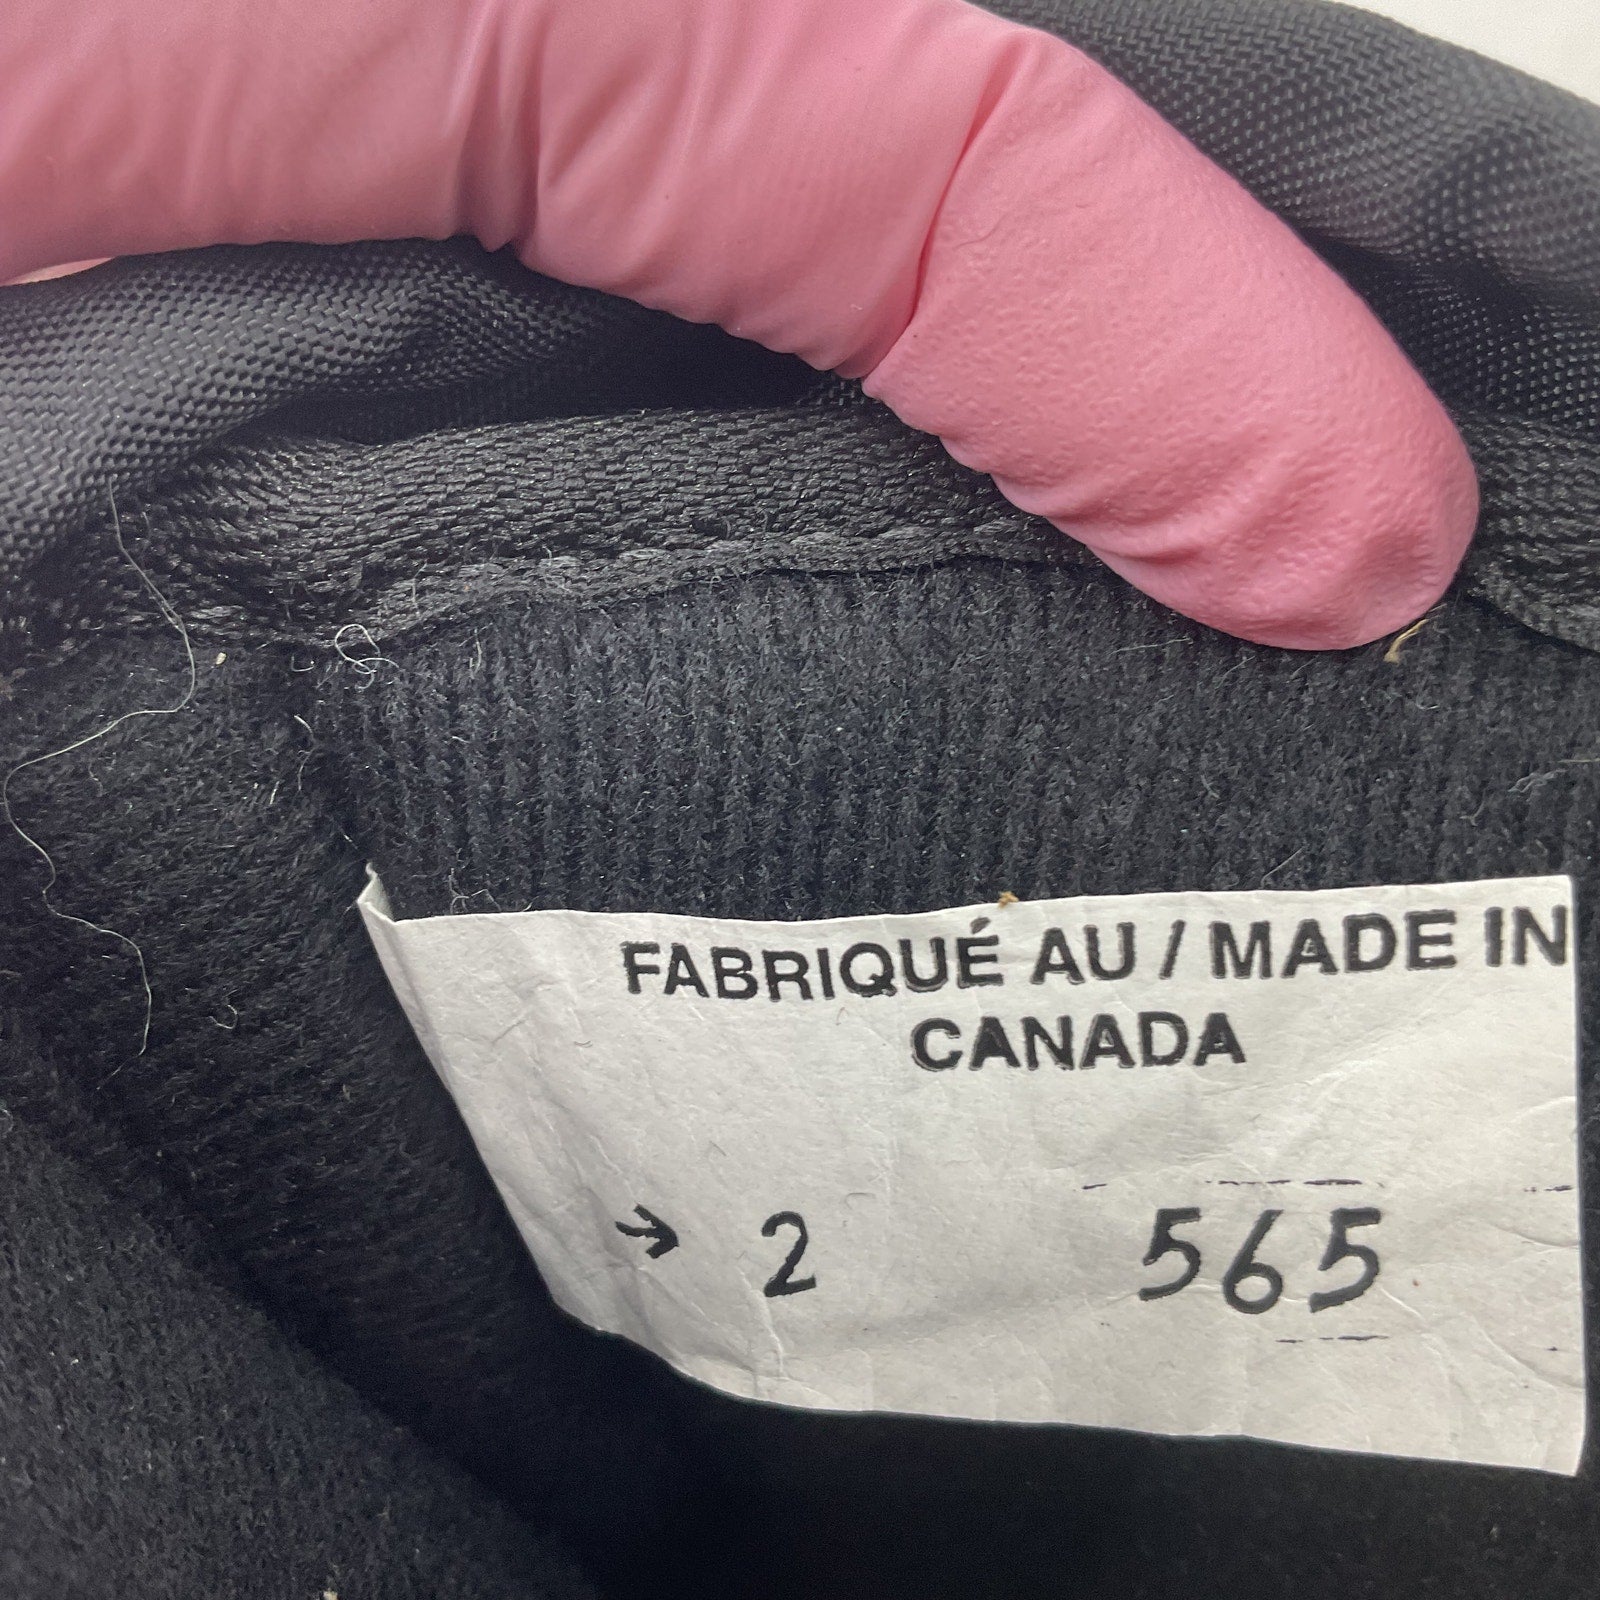 FABRIQUÉ AU / MADE IN
CANADA
→ 2 565